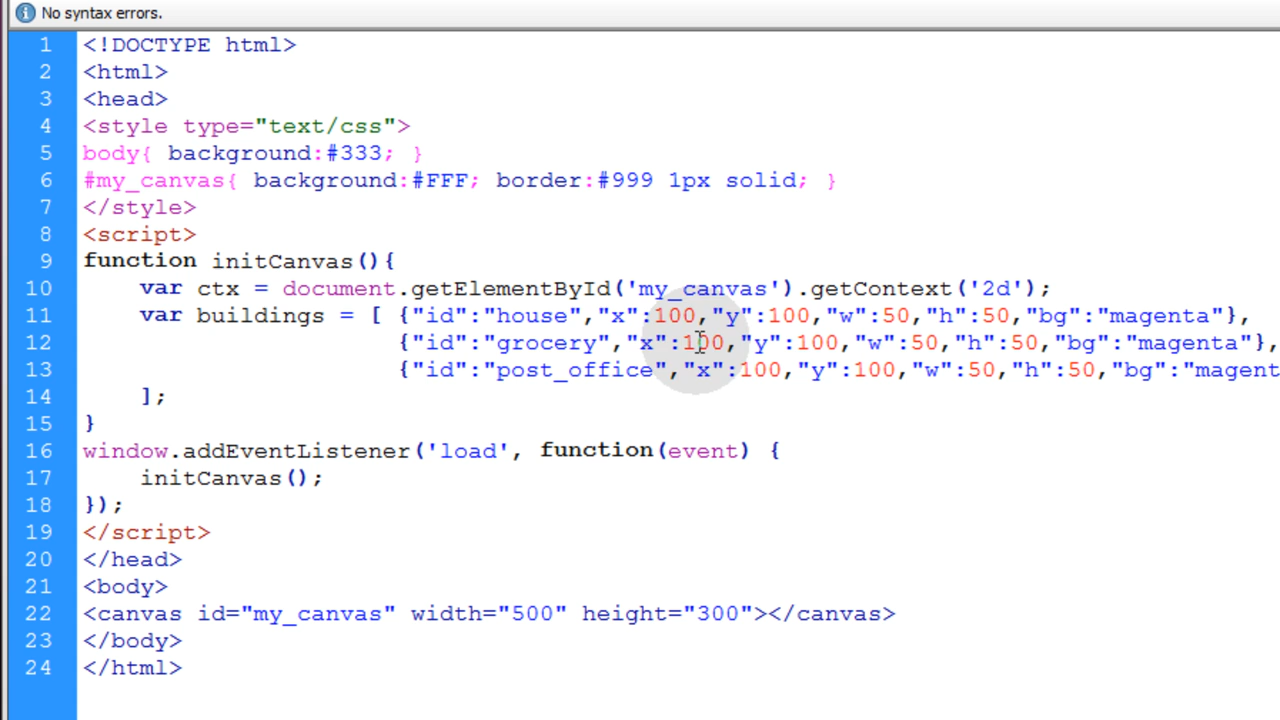 No syntax errors.
1 <!DOCTYPE html>
2 <html>
3 <head>
4 <style type="text/css">
5 body{ background:#333; }
6 #my_canvas{ background:#FFF; border:#999 1px solid; }
7 </style>
8 <script>
9 function initCanvas(){
10 var ctx = document.getElementById('my_canvas').getContext('2d');
11 var buildings = [ {"id":"house","x":100,"y":100,"w":50,"h":50,"bg":"magenta"},
12 {"id":"grocery","x":100,"y":100,"w":50,"h":50,"bg":"magenta"},
13 {"id":"post_office","x":100,"y":100,"w":50,"h":50,"bg":"magent
14 ];
15 }
16 window.addEventListener('load', function(event) {
17 initCanvas();
18 });
19 </script>
20 </head>
21 <body>
22 <canvas id="my_canvas" width="500" height="300"></canvas>
23 </body>
24 </html>